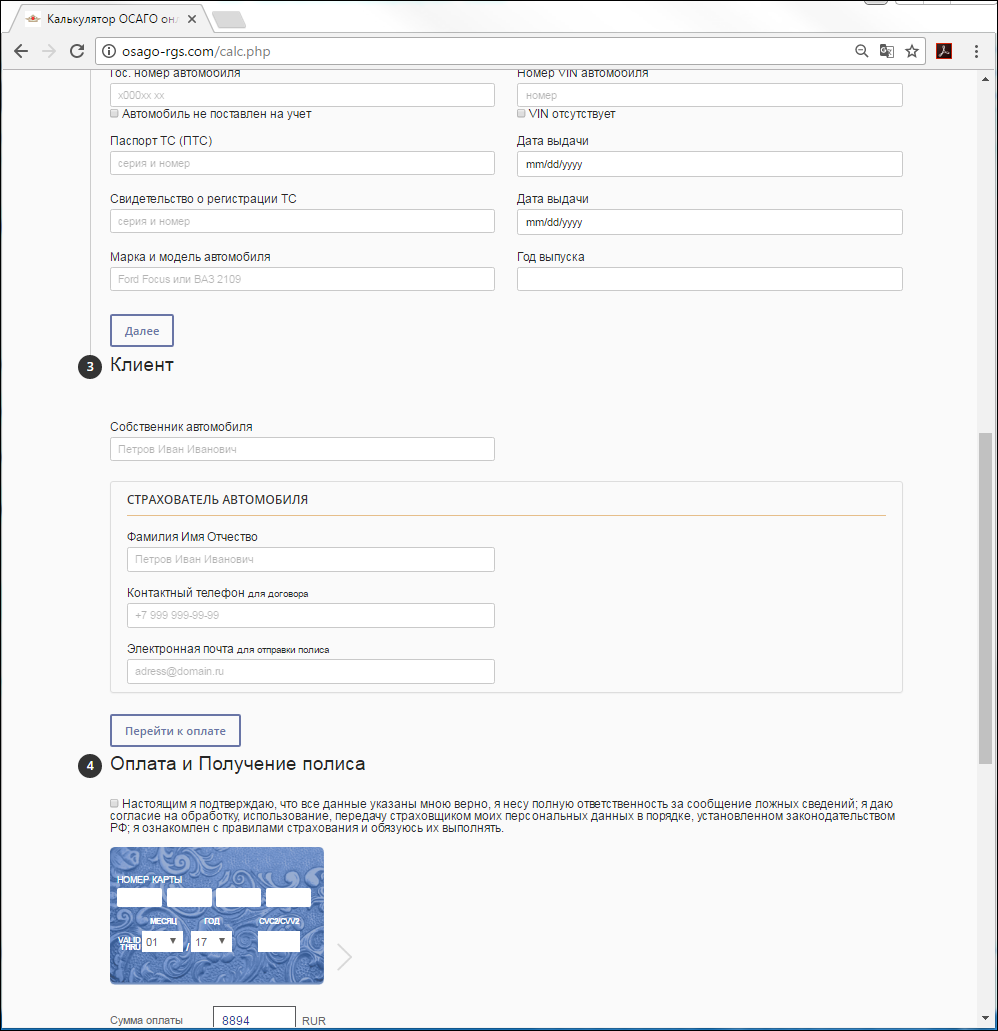 Калькулятор ОСАГО онл
osago-rgs.com/calc.php
Гос. номер автомобиля
Номер VIN автомобиля
x000xx xx
номер
Автомобиль не поставлен на учет
VIN отсутствует
Паспорт ТС (ПТС)
Дата выдачи
серия и номер
mm/dd/yyyy
Свидетельство о регистрации ТС
Дата выдачи
серия и номер
mm/dd/yyyy
Марка и модель автомобиля
Год выпуска
Ford Focus или ВАЗ 2109
Далее
3 Клиент
Собственник автомобиля
Петров Иван Иванович
СТРАХОВАТЕЛЬ АВТОМОБИЛЯ
Фамилия Имя Отчество
Петров Иван Иванович
Контактный телефон для договора
+7 999 999-99-99
Электронная почта для отправки полиса
adress@domain.ru
Перейти к оплате
4 Оплата и Получение полиса
Настоящим я подтверждаю, что все данные указаны мною верно, я несу полную ответственность за сообщение ложных сведений; я даю
согласие на обработку, использование, передачу страховщиком моих персональных данных в порядке, установленном законодательством
РФ; я ознакомлен с правилами страхования и обязуюсь их выполнять.
НОМЕР КАРТЫ
МЕСЯЦ ГОД CVC2/CVV2
VALID
THRU 01 / 17
Сумма оплаты 8894 RUR